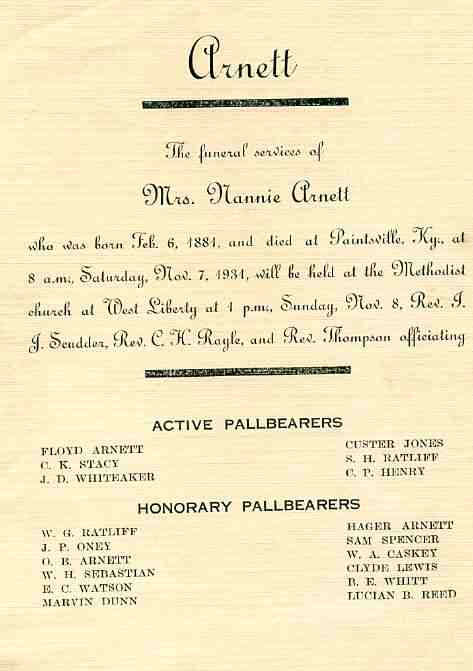 Arnett
The funeral services of
Mrs. Nannie Arnett
who was born Feb. 6, 1881, and died at Paintsville, Ky., at
8 a.m., Saturday, Nov. 7, 1931, will be held at the Methodist
church at West Liberty at 1 p.m., Sunday, Nov. 8, Rev. I.
J. Scudder, Rev. C. H. Rayle, and Rev. Thompson officiating
ACTIVE PALLBEARERS
FLOYD ARNETT
C. K. STACY
J. D. WHITEAKER
CUSTER JONES
S. H. RATLIFF
C. P. HENRY
HONORARY PALLBEARERS
W. G. RATLIFF
J. P. ONEY
O. B. ARNETT
W. H. SEBASTIAN
E. C. WATSON
MARVIN DUNN
HAGER ARNETT
SAM SPENCER
W. A. CASKEY
CLYDE LEWIS
B. E. WHITT
LUCIAN B. REED